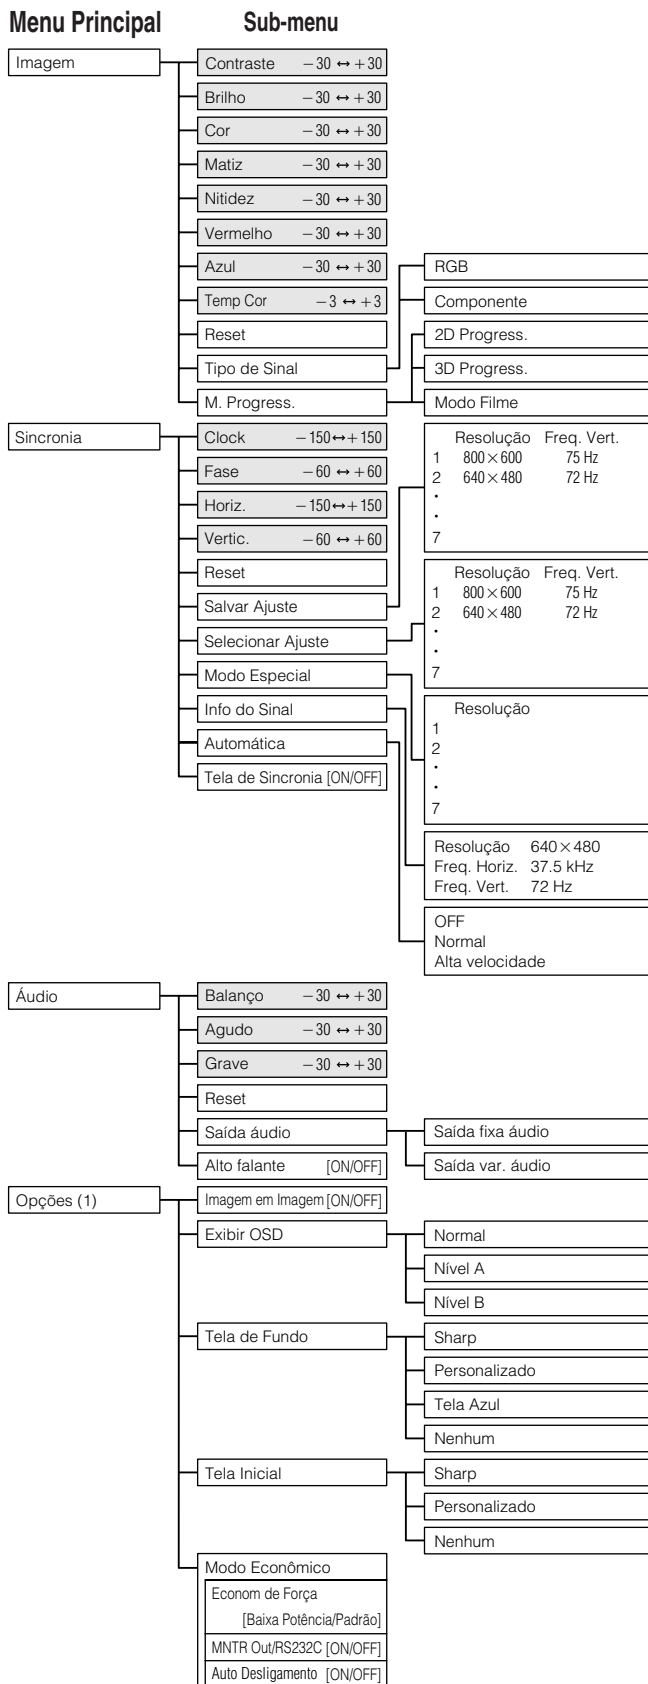 Menu Principal Sub-menu
Imagem
Contraste −30 ↔ +30
Brilho −30 ↔ +30
Cor −30 ↔ +30
Matiz −30 ↔ +30
Nitidez −30 ↔ +30
Vermelho −30 ↔ +30
Azul −30 ↔ +30
Temp Cor −3 ↔ +3
Reset
Tipo de Sinal
RGB
Componente
M. Progress.
2D Progress.
3D Progress.
Modo Filme
Sincronia
Clock −150↔+150
Fase −60 ↔ +60
Horiz. −150↔+150
Vertic. −60 ↔ +60
Reset
Salvar Ajuste
Resolução Freq. Vert.
1 800×600 75 Hz
2 640×480 72 Hz
·
·
7
Selecionar Ajuste
Resolução Freq. Vert.
1 800×600 75 Hz
2 640×480 72 Hz
·
·
7
Modo Especial
Resolução
1
2
·
·
7
Info do Sinal
Resolução 640×480
Freq. Horiz. 37.5 kHz
Freq. Vert. 72 Hz
Automática
OFF
Normal
Alta velocidade
Tela de Sincronia [ON/OFF]
Áudio
Balanço −30 ↔ +30
Agudo −30 ↔ +30
Grave −30 ↔ +30
Reset
Saída áudio
Saída fixa áudio
Saída var. áudio
Alto falante [ON/OFF]
Opções (1)
Imagem em Imagem [ON/OFF]
Exibir OSD
Normal
Nível A
Nível B
Tela de Fundo
Sharp
Personalizado
Tela Azul
Nenhum
Tela Inicial
Sharp
Personalizado
Nenhum
Modo Econômico
Econom de Força
[Baixa Potência/Padrão]
MNTR Out/RS232C [ON/OFF]
Auto Desligamento [ON/OFF]